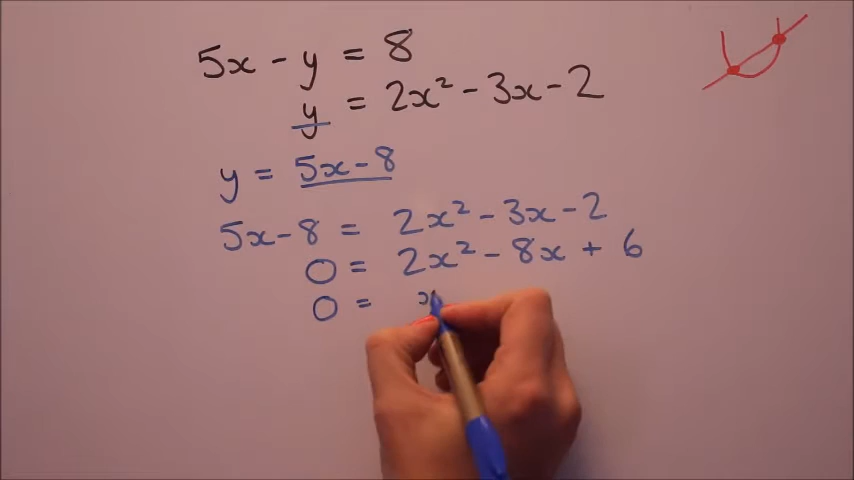 5x - y = 8
y = 2x² - 3x - 2
y = 5x - 8
5x - 8 = 2x² - 3x - 2
0 = 2x² - 8x + 6
0 = x